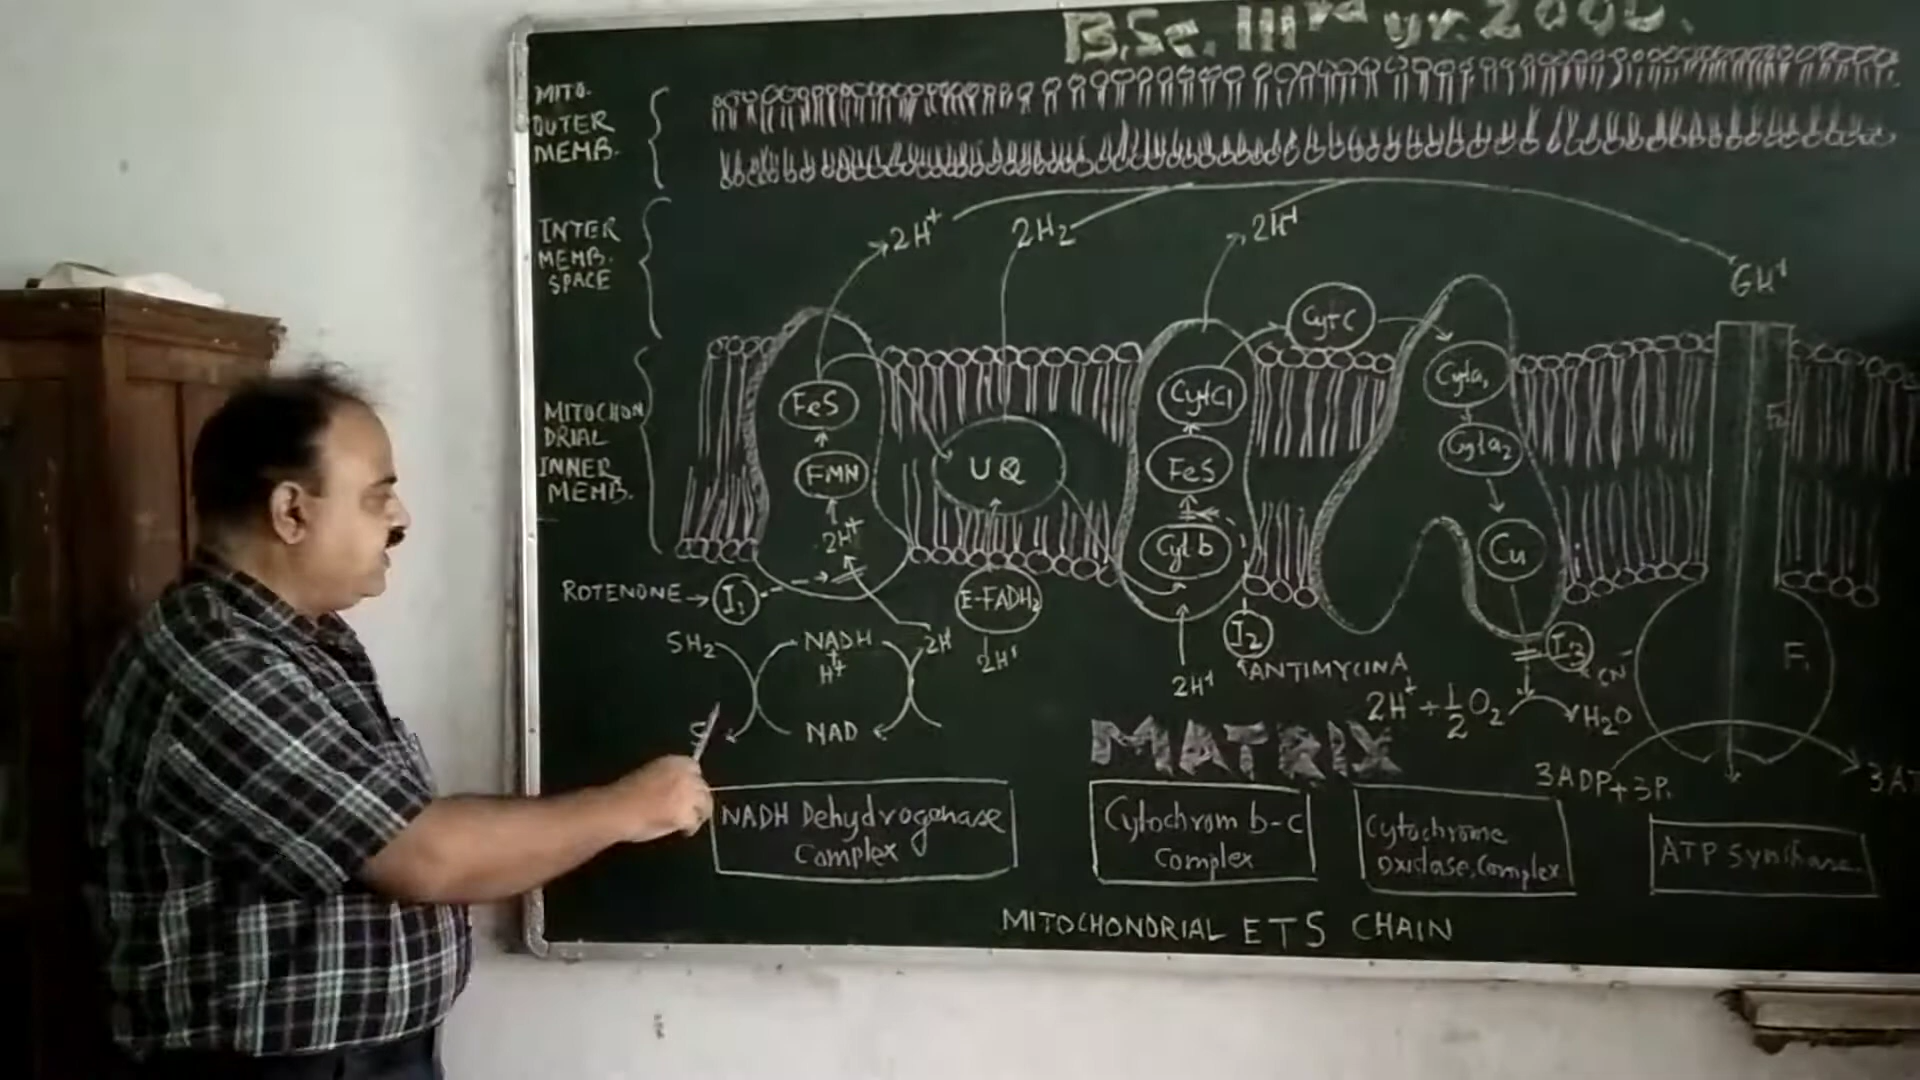 B.Sc. IIIrd yr.
MITO.
OUTER
MEMB.
INTER
MEMB.
SPACE
2H+
2H2
2H+
6H+
MITOCHON
DRIAL
INNER
MEMB.
FeS
FMN
2H+
UQ
E-FADH2
2H+
CytC1
FeS
Cyt b
2H+
Cyt C
Cyta1
Cyta2
Cu
F1
ROTENONE → I1
SH2
NADH
+
H+
2H
NAD
I2
ANTIMYCINA
I3
CN
2H+ + 1/2 O2
H2O
MATRIX
3ADP+3Pi
NADH Dehydrogenase
Complex
Cytochrom b-c
Complex
Cytochrome
oxidase, Complex
ATP Synthase
MITOCHONDRIAL ETS CHAIN